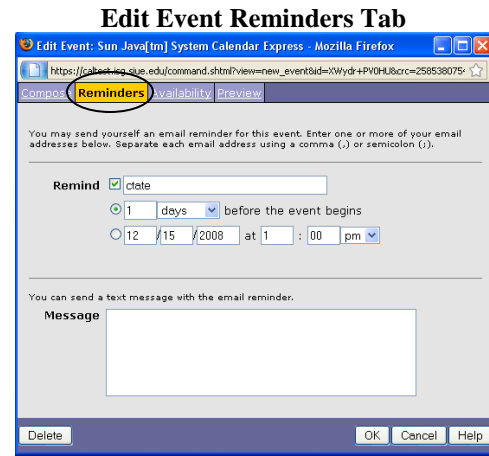 Edit Event Reminders Tab
Edit Event: Sun Java[tm] System Calendar Express - Mozilla Firefox
https://caltest.isg.siue.edu/command.shtml?view=new_event&id=XWydr+PV0HU&crc=258538075
Compose Reminders Availability Preview
You may send yourself an email reminder for this event. Enter one or more of your email
addresses below. Separate each email address using a comma (,) or semicolon (;).
Remind ctate
1 days before the event begins
12 / 15 / 2008 at 1 : 00 pm
You can send a text message with the email reminder.
Message
Delete OK Cancel Help